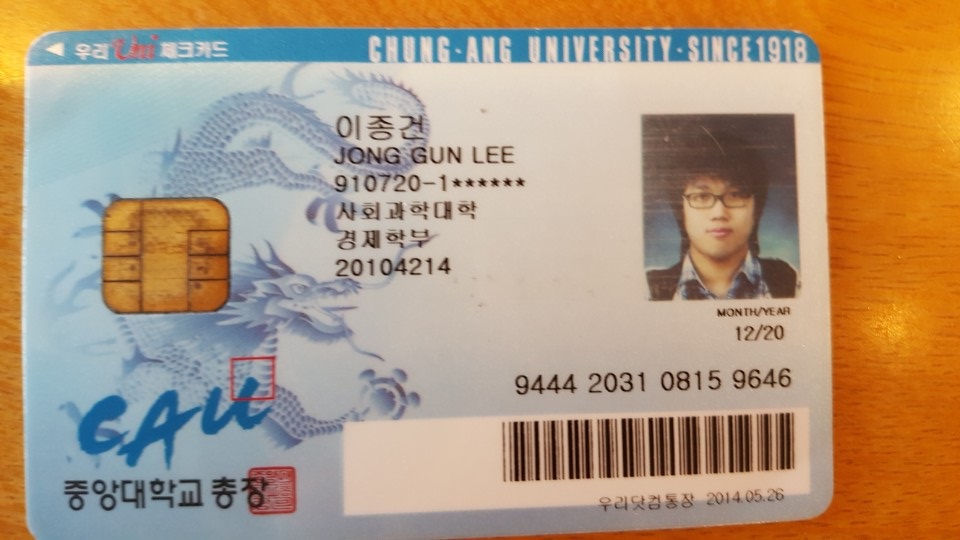 우리 Uni 체크카드
CHUNG-ANG UNIVERSITY·SINCE1918
이종건
JONG GUN LEE
910720-1******
사회과학대학
경제학부
20104214
MONTH/YEAR
12/20
9444 2031 0815 9646
CAU
중앙대학교 총장
우리닷컴통장 2014.05.26